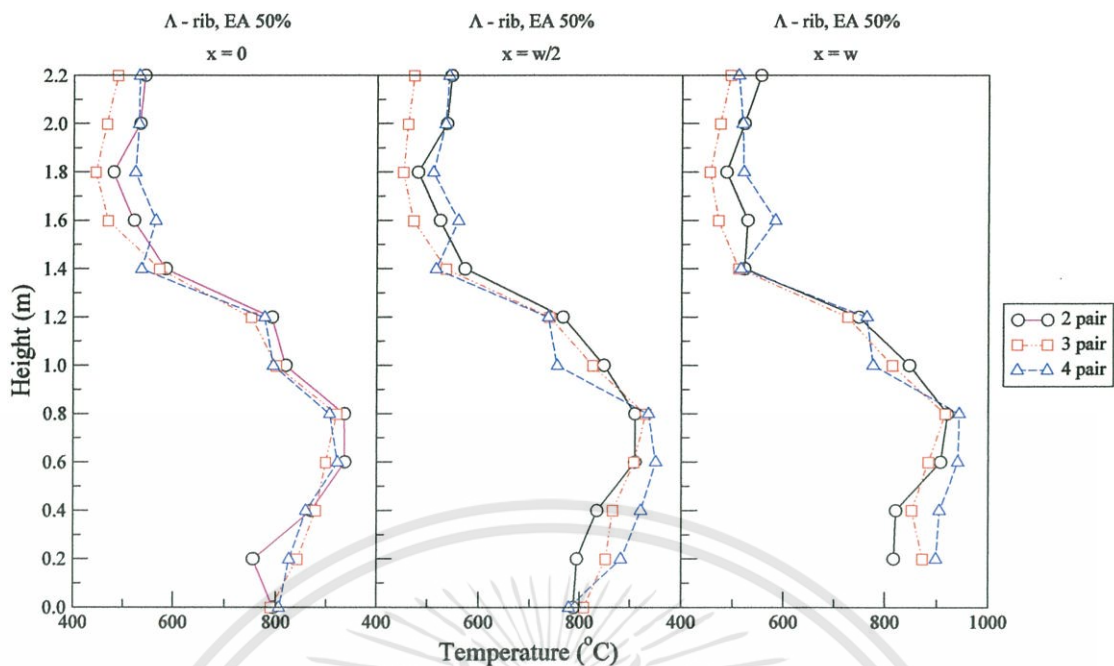 Λ - rib, EA 50%
x = 0
Λ - rib, EA 50%
x = w/2
Λ - rib, EA 50%
x = w
Height (m)
2.2
2.0
1.8
1.6
1.4
1.2
1.0
0.8
0.6
0.4
0.2
0.0
400 600 800 400 600 800 400 600 800 1000
Temperature (°C)
2 pair
3 pair
4 pair